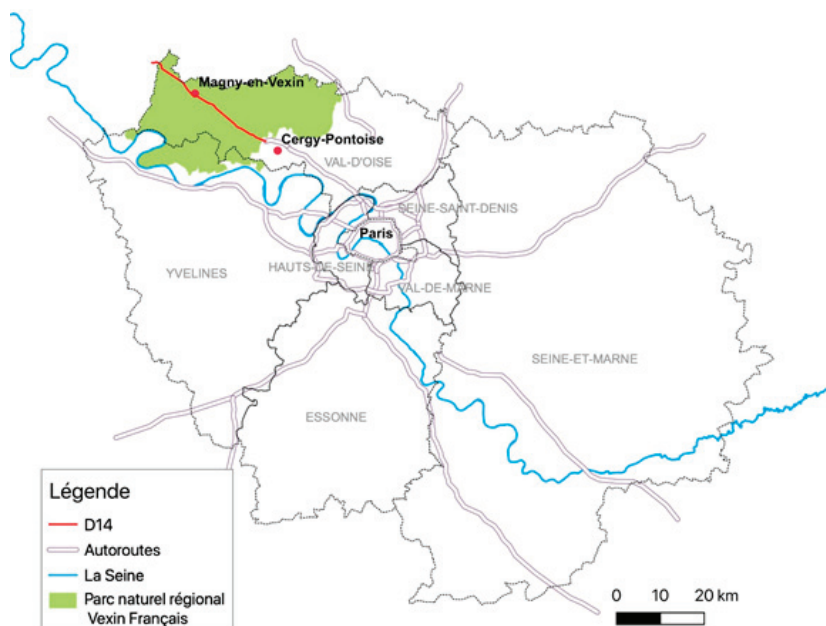 Magny-en-Vexin
Cergy-Pontoise
VAL-D'OISE
SEINE-SAINT-DENIS
Paris
YVELINES
HAUTS-DE-SEINE
VAL-DE-MARNE
SEINE-ET-MARNE
ESSONNE
Légende
D14
Autoroutes
La Seine
Parc naturel régional
Vexin Français
0 10 20 km